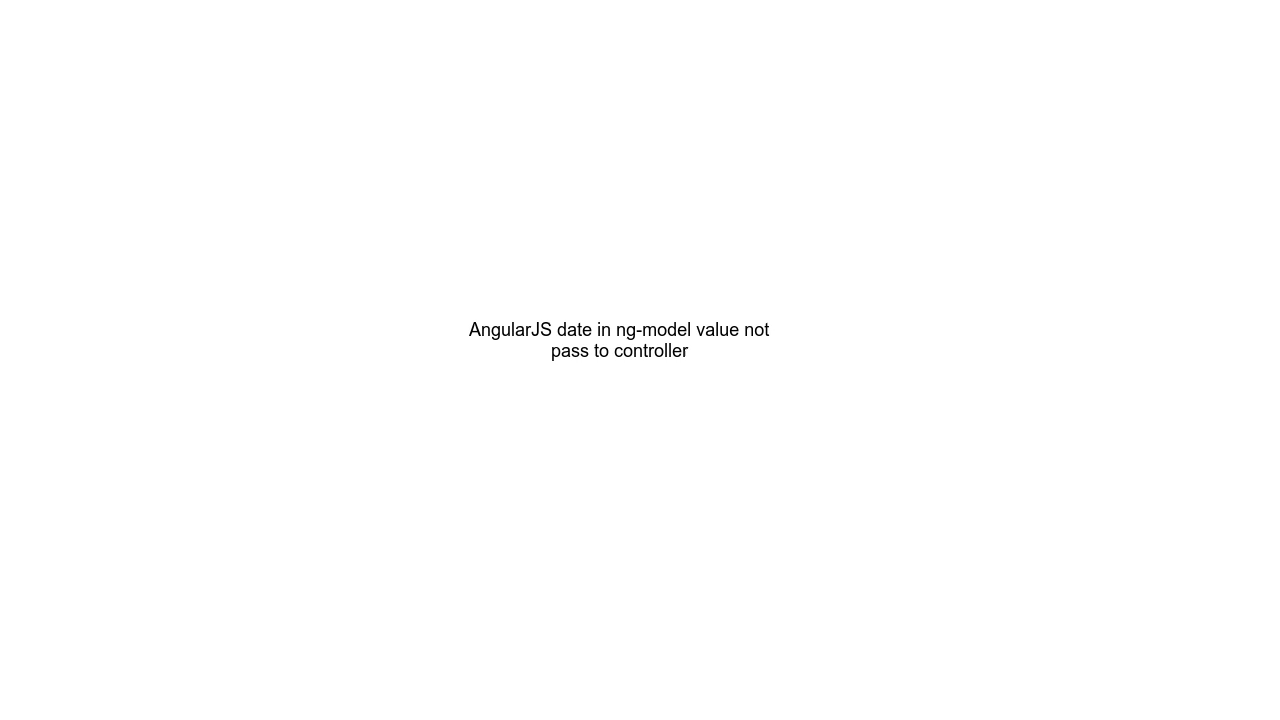 AngularJS date in ng-model value not
pass to controller